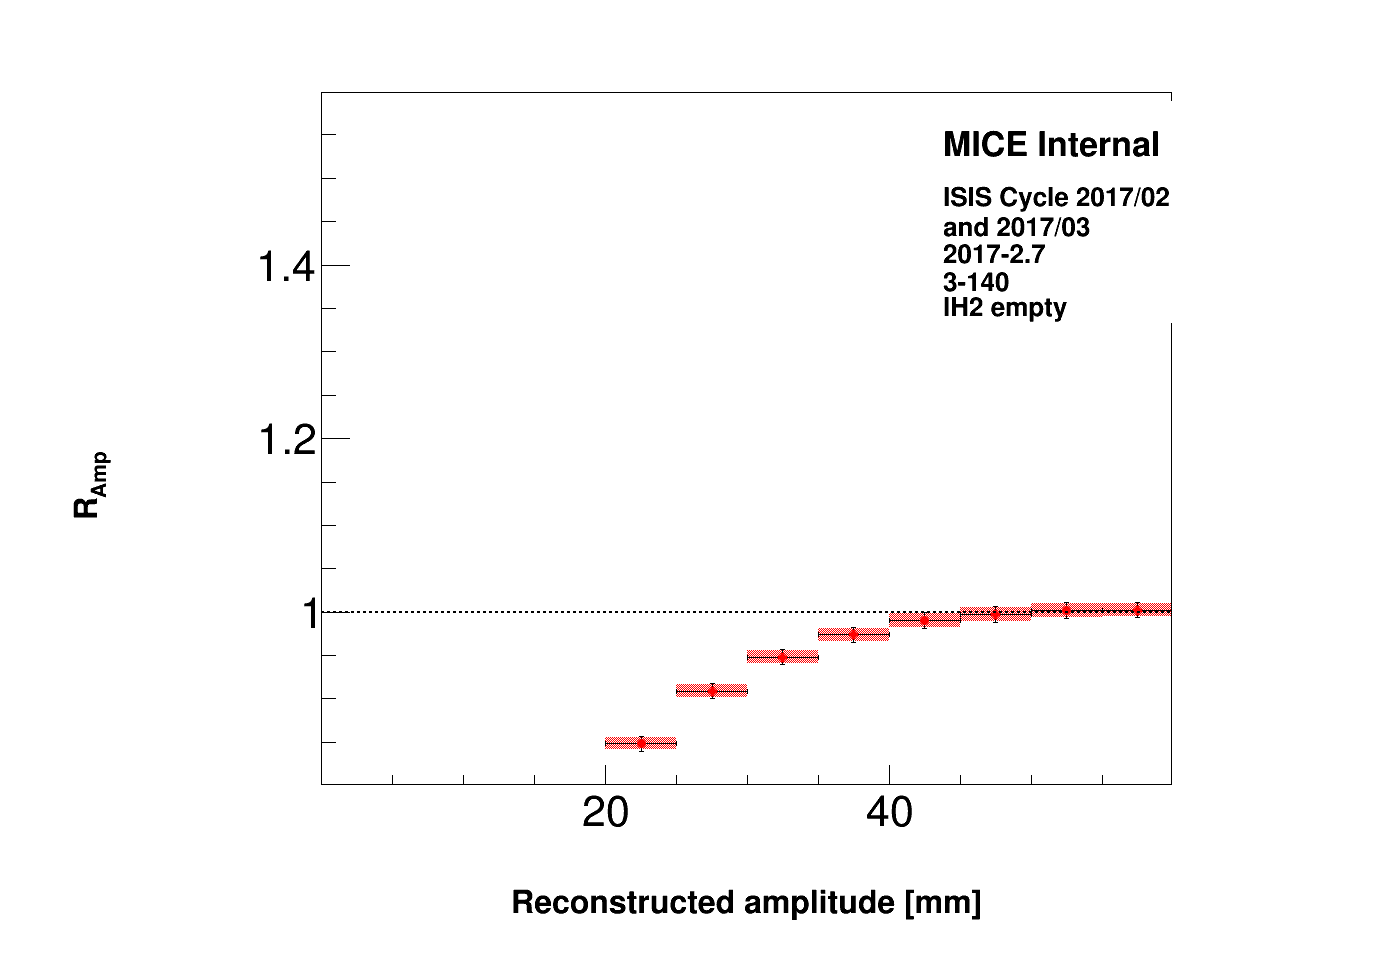 MICE Internal
ISIS Cycle 2017/02
and 2017/03
2017-2.7
3-140
lH2 empty
1.4
1.2
1
R_Amp
20 40
Reconstructed amplitude [mm]